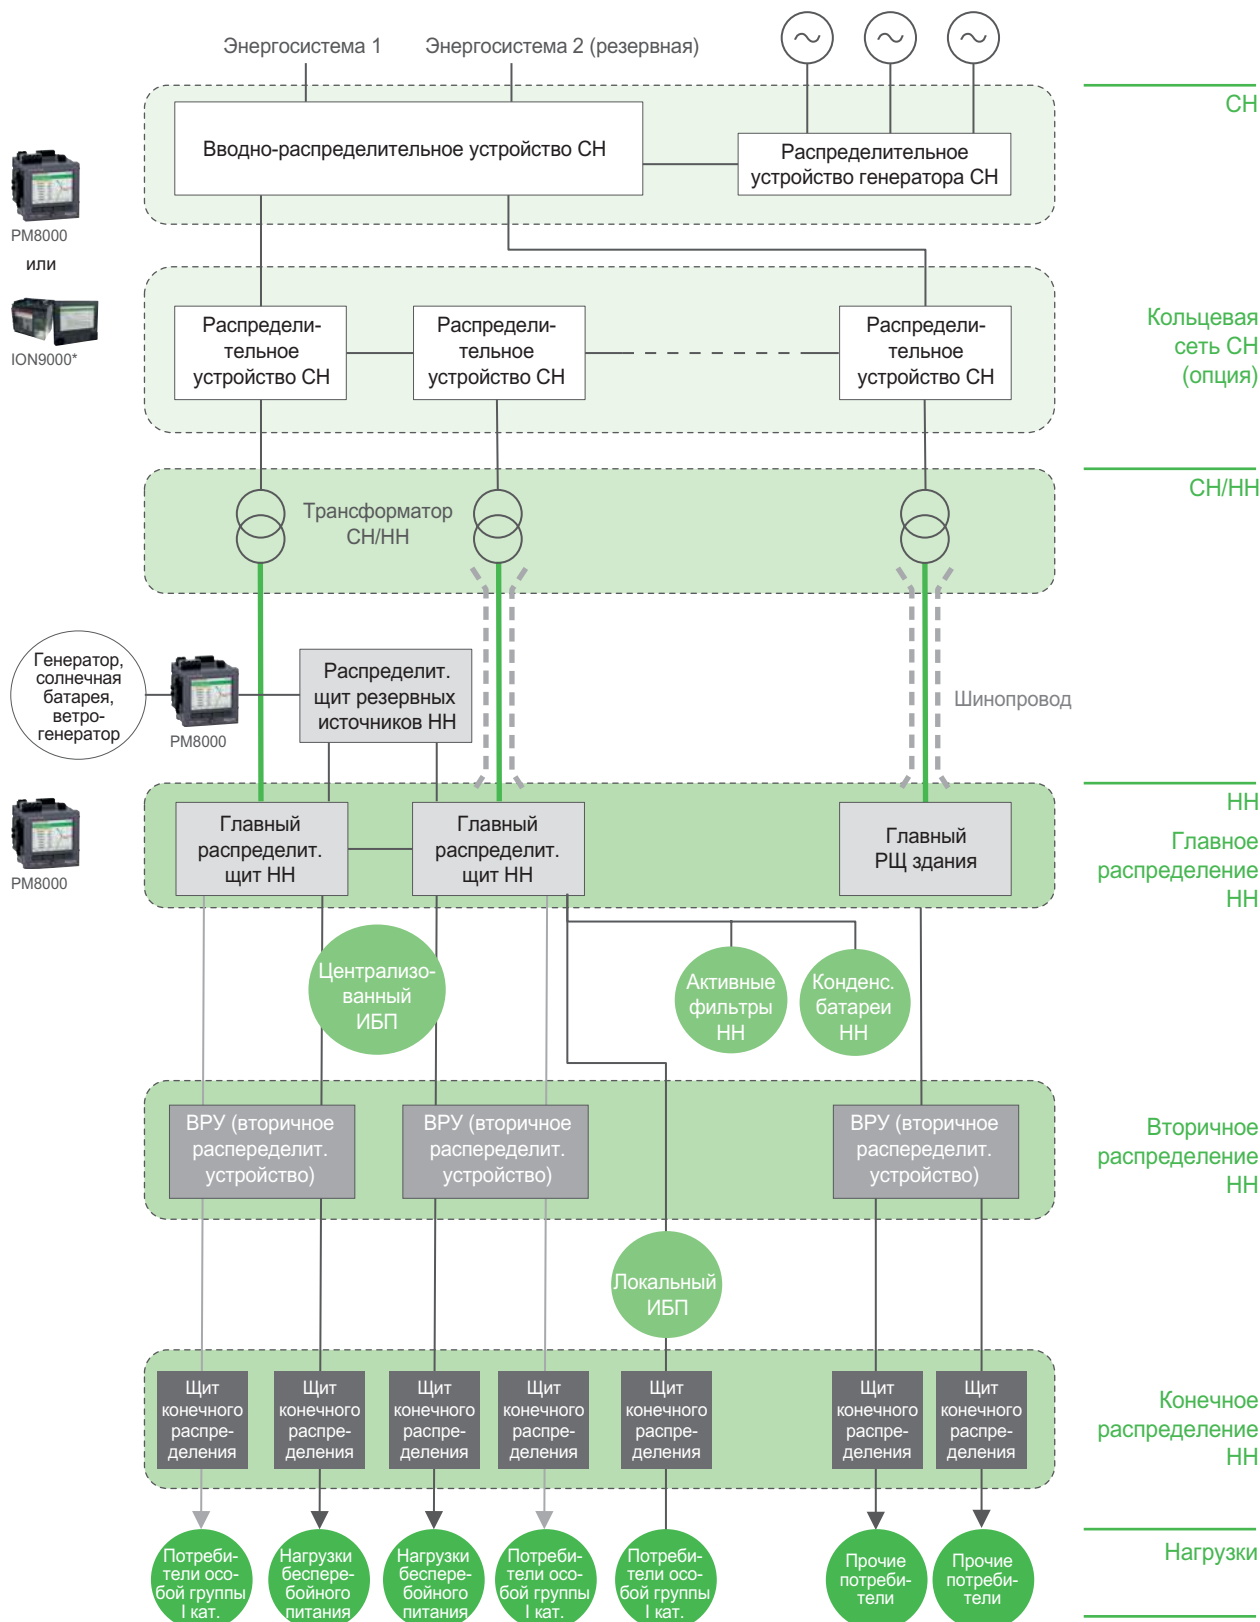 Энергосистема 1
Энергосистема 2 (резервная)
СН
Вводно-распределительное устройство СН
Распределительное
устройство генератора СН
PM8000
или
ION9000*
Распредели-
тельное
устройство СН
Распредели-
тельное
устройство СН
Распредели-
тельное
устройство СН
Кольцевая
сеть СН
(опция)
СН/НН
Трансформатор
СН/НН
Генератор,
солнечная
батарея,
ветро-
генератор
PM8000
Распределит.
щит резервных
источников НН
Шинопровод
PM8000
Главный
распределит.
щит НН
Главный
распределит.
щит НН
Главный
РЩ здания
НН
Главное
распределение
НН
Централизо-
ванный
ИБП
Активные
фильтры
НН
Конденс.
батареи
НН
ВРУ (вторичное
распеределит.
устройство)
ВРУ (вторичное
распеределит.
устройство)
ВРУ (вторичное
распеределит.
устройство)
Вторичное
распределение
НН
Локальный
ИБП
Щит
конечного
распре-
деления
Щит
конечного
распре-
деления
Щит
конечного
распре-
деления
Щит
конечного
распре-
деления
Щит
конечного
распре-
деления
Щит
конечного
распре-
деления
Щит
конечного
распре-
деления
Конечное
распределение
НН
Потреби-
тели осо-
бой группы
I кат.
Нагрузки
бесперe-
бойного
питания
Нагрузки
бесперe-
бойного
питания
Потреби-
тели осо-
бой группы
I кат.
Потреби-
тели осо-
бой группы
I кат.
Прочие
потреби-
тели
Прочие
потреби-
тели
Нагрузки